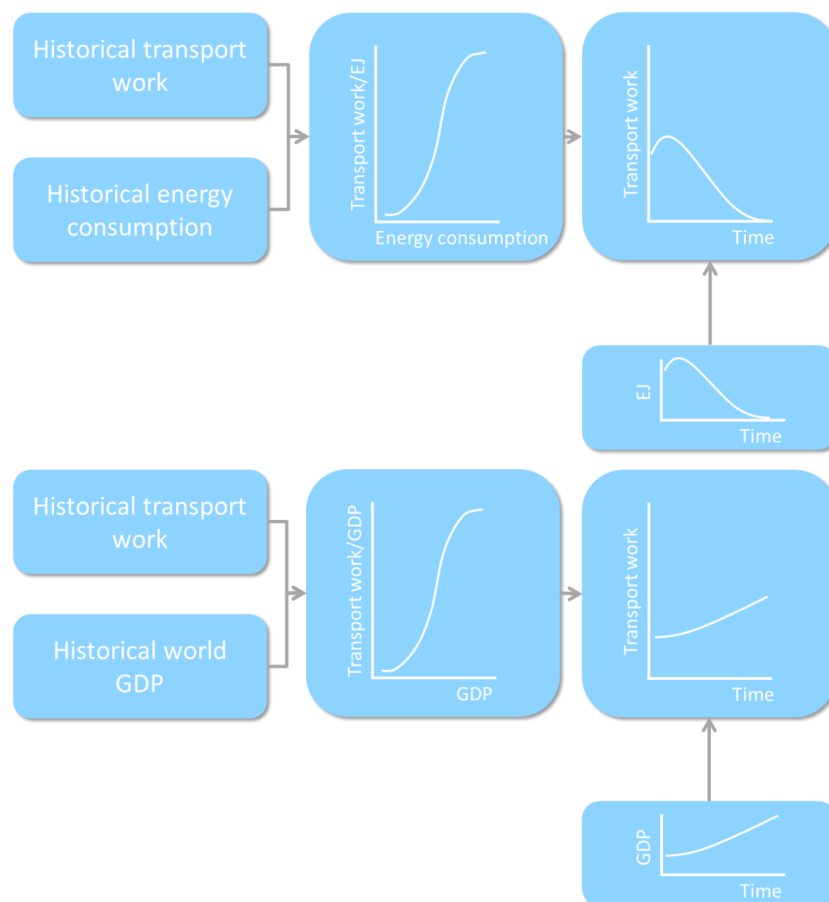 Historical transport
work
Historical energy
consumption
Transport work/EJ
Energy consumption
Transport work
Time
EJ
Time
Historical transport
work
Historical world
GDP
Transport work/GDP
GDP
Transport work
Time
GDP
Time